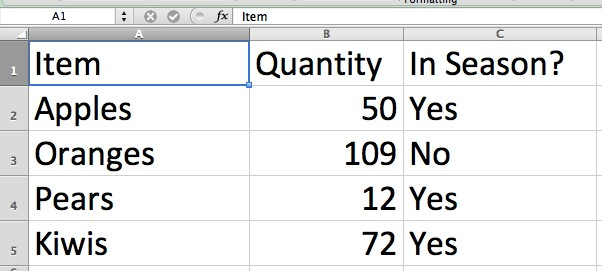 Formatting
A1 fx Item
A B C
1 Item Quantity In Season?
2 Apples 50 Yes
3 Oranges 109 No
4 Pears 12 Yes
5 Kiwis 72 Yes